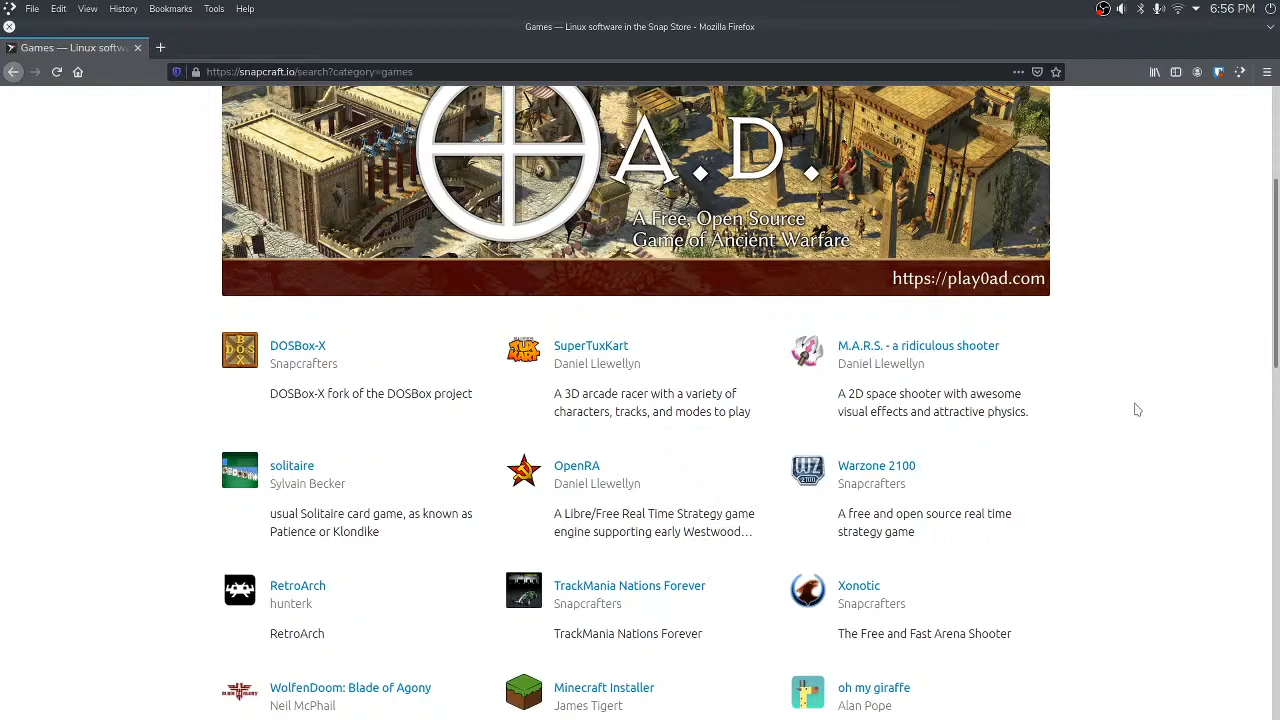 File Edit View History Bookmarks Tools Help
6:56 PM
Games — Linux software in the Snap Store - Mozilla Firefox
Games — Linux softwa
https://snapcraft.io/search?category=games
A.D.
A Free, Open Source
Game of Ancient Warfare
https://play0ad.com
DOSBox-X
Snapcrafters
DOSBox-X fork of the DOSBox project
SuperTuxKart
Daniel Llewellyn
A 3D arcade racer with a variety of
characters, tracks, and modes to play
M.A.R.S. - a ridiculous shooter
Daniel Llewellyn
A 2D space shooter with awesome
visual effects and attractive physics.
solitaire
Sylvain Becker
usual Solitaire card game, as known as
Patience or Klondike
OpenRA
Daniel Llewellyn
A Libre/Free Real Time Strategy game
engine supporting early Westwood…
WZ
2100
Warzone 2100
Snapcrafters
A free and open source real time
strategy game
RetroArch
hunterk
RetroArch
TrackMania Nations Forever
Snapcrafters
TrackMania Nations Forever
Xonotic
Snapcrafters
The Free and Fast Arena Shooter
WolfenDoom: Blade of Agony
Neil McPhail
Minecraft Installer
James Tigert
oh my giraffe
Alan Pope